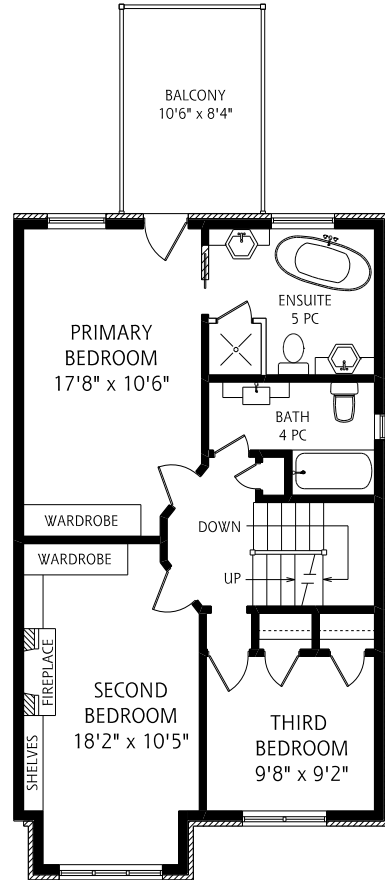 BALCONY
10'6" x 8'4"
ENSUITE
5 PC
PRIMARY
BEDROOM
17'8" x 10'6"
BATH
4 PC
WARDROBE
DOWN
WARDROBE
UP
FIREPLACE
SECOND
BEDROOM
18'2" x 10'5"
SHELVES
THIRD
BEDROOM
9'8" x 9'2"